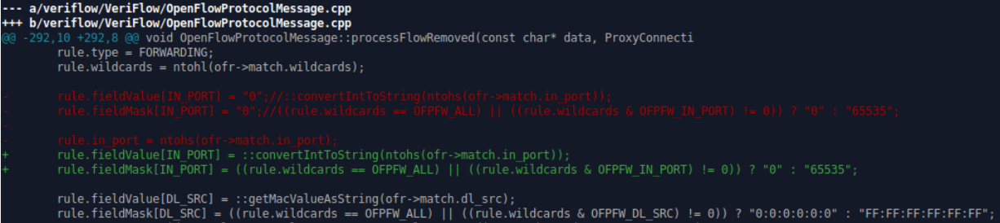 --- a/veriflow/VeriFlow/OpenFlowProtocolMessage.cpp
+++ b/veriflow/VeriFlow/OpenFlowProtocolMessage.cpp
@@ -292,10 +292,8 @@ void OpenFlowProtocolMessage::processFlowRemoved(const char* data, ProxyConnecti
        rule.type = FORWARDING;
        rule.wildcards = ntohl(ofr->match.wildcards);
-       rule.fieldValue[IN_PORT] = "0";//::convertIntToString(ntohs(ofr->match.in_port));
-       rule.fieldMask[IN_PORT] = "0";//((rule.wildcards == OFPFW_ALL) || ((rule.wildcards & OFPFW_IN_PORT) != 0)) ? "0" : "65535";
-
-       rule.in_port = ntohs(ofr->match.in_port);
+       rule.fieldValue[IN_PORT] = ::convertIntToString(ntohs(ofr->match.in_port));
+       rule.fieldMask[IN_PORT] = ((rule.wildcards == OFPFW_ALL) || ((rule.wildcards & OFPFW_IN_PORT) != 0)) ? "0" : "65535";
        rule.fieldValue[DL_SRC] = ::getMacValueAsString(ofr->match.dl_src);
        rule.fieldMask[DL_SRC] = ((rule.wildcards == OFPFW_ALL) || ((rule.wildcards & OFPFW_DL_SRC) != 0)) ? "0:0:0:0:0:0" : "FF:FF:FF:FF:FF:FF";